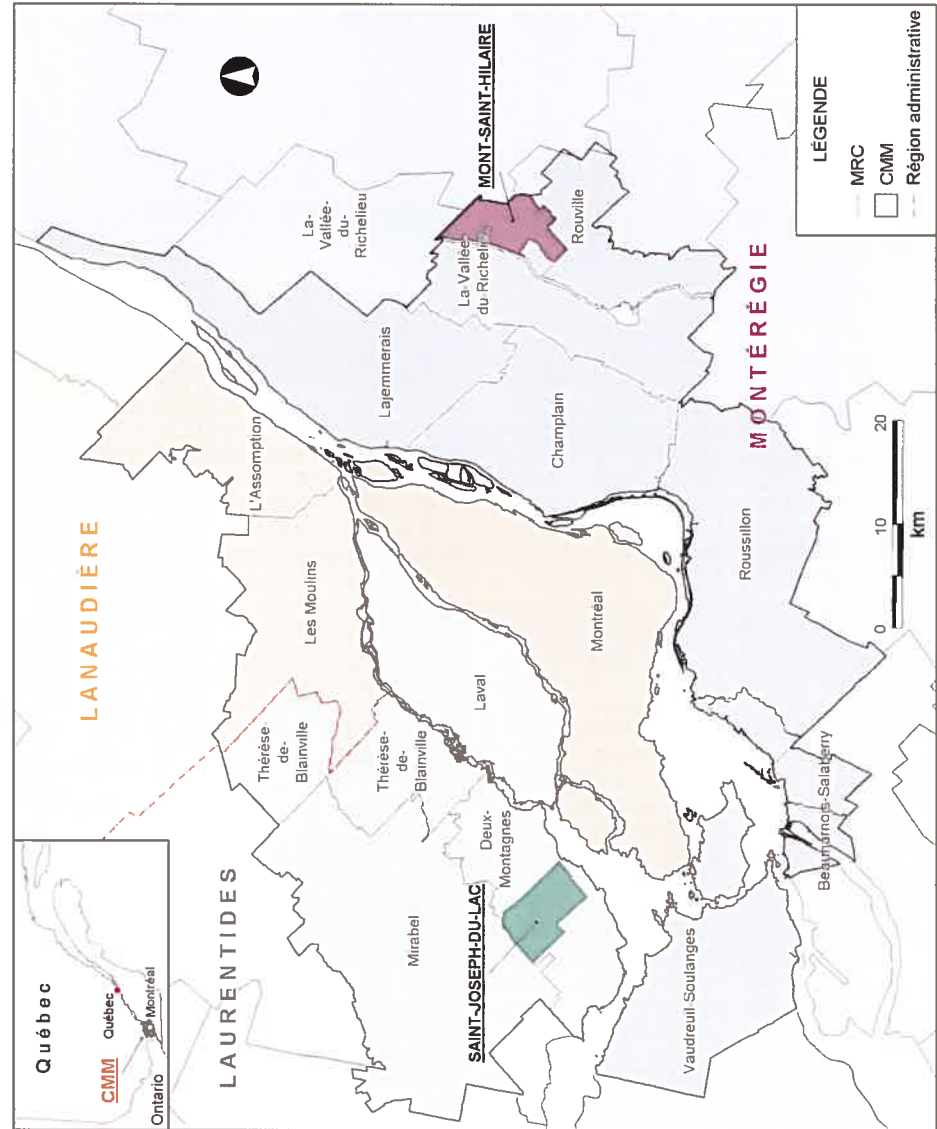 Québec
CMM
Québec
Montréal
Ontario
LANAUDIÈRE
LAURENTIDES
MONTÉRÉGIE
L'Assomption
Les Moulins
Thérèse-
de-
Blainville
Thérèse-
de-
Blainville
Mirabel
Deux-
Montagnes
SAINT-JOSEPH-DU-LAC
Laval
Montréal
Vaudreuil-Soulanges
Beauharnois-Salaberry
Roussillon
Champlain
Lajemmerais
La-
Vallée-
du-
Richelieu
La-Vallée-
du-Richelieu
MONT-SAINT-HILAIRE
Rouville
0 10 20
km
LÉGENDE
MRC
CMM
Région administrative